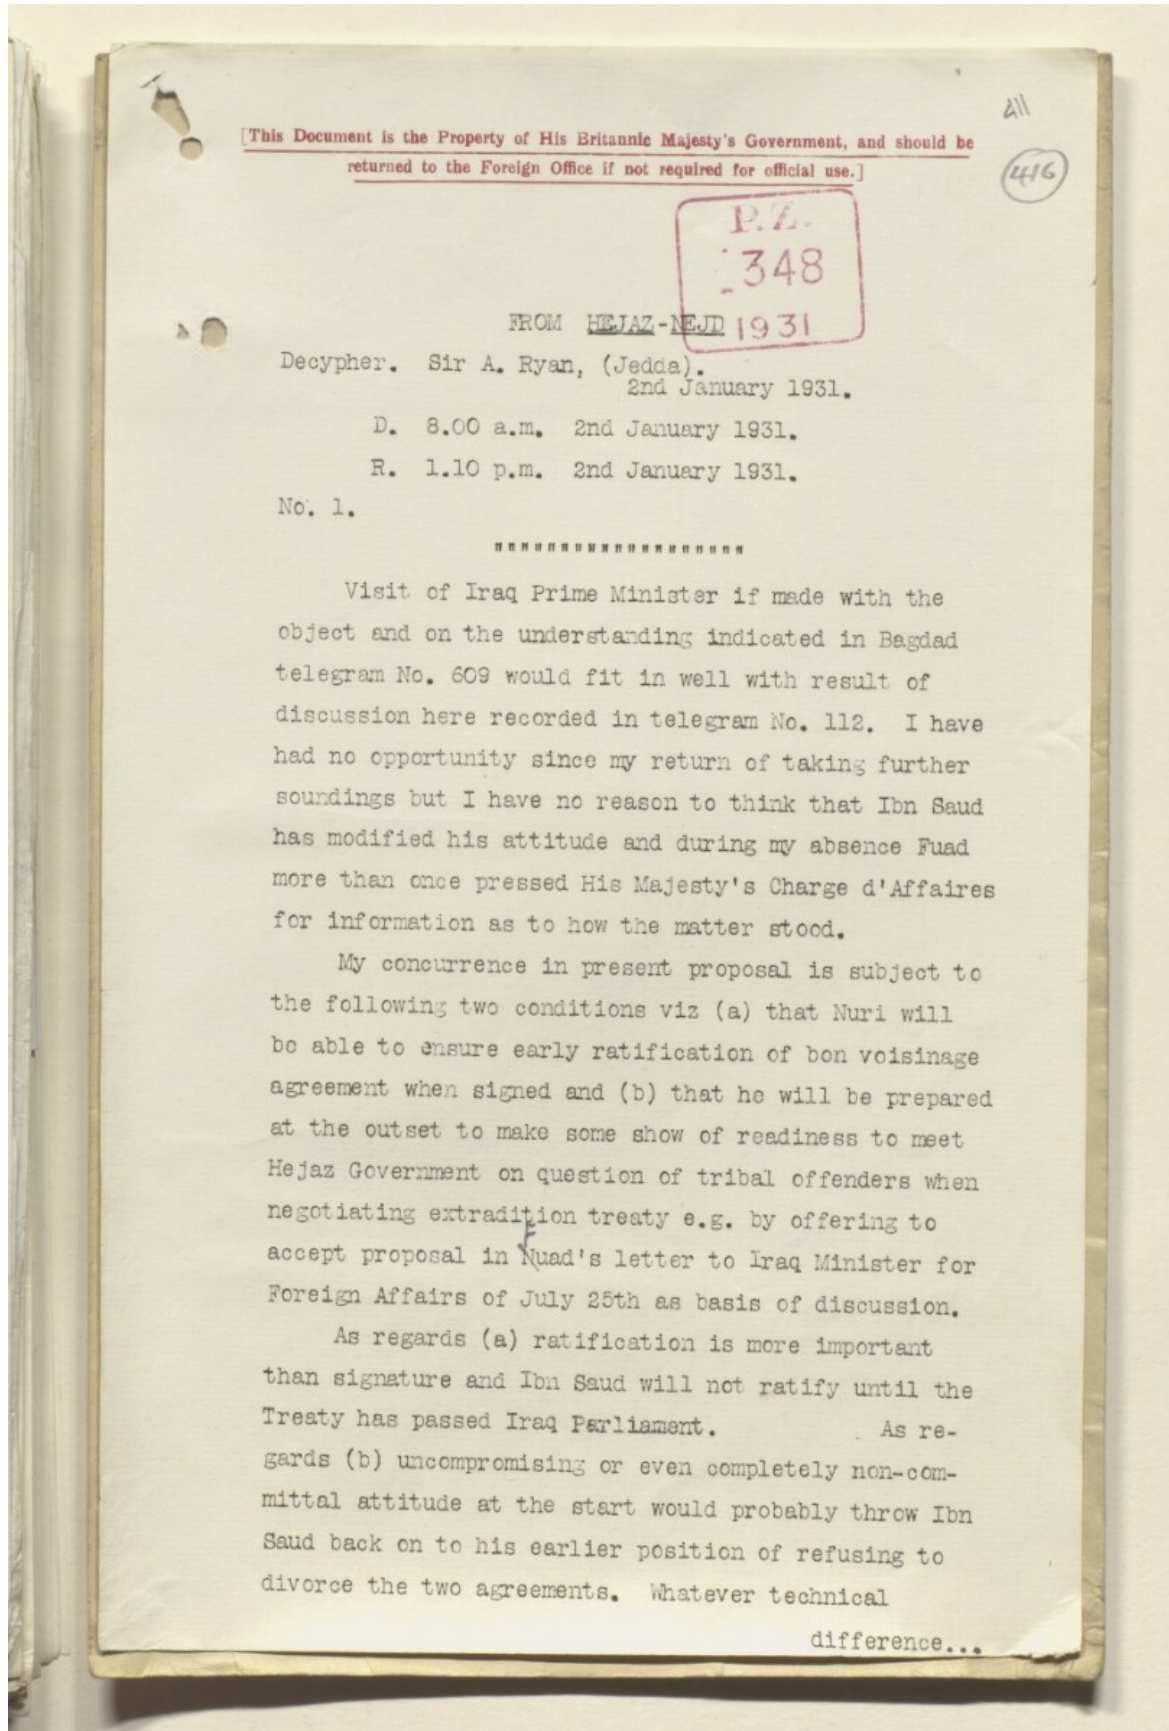 411
[This Document is the Property of His Britannic Majesty's Government, and should be
returned to the Foreign Office if not required for official use.]
416
P.Z.
348
1931
FROM HEJAZ-NEJD
Decypher. Sir A. Ryan, (Jedda).
2nd January 1931.
D. 8.00 a.m. 2nd January 1931.
R. 1.10 p.m. 2nd January 1931.
No. 1.
"""""""""""""""""""
Visit of Iraq Prime Minister if made with the
object and on the understanding indicated in Bagdad
telegram No. 609 would fit in well with result of
discussion here recorded in telegram No. 112. I have
had no opportunity since my return of taking further
soundings but I have no reason to think that Ibn Saud
has modified his attitude and during my absence Fuad
more than once pressed His Majesty's Charge d'Affaires
for information as to how the matter stood.
My concurrence in present proposal is subject to
the following two conditions viz (a) that Nuri will
be able to ensure early ratification of bon voisinage
agreement when signed and (b) that he will be prepared
at the outset to make some show of readiness to meet
Hejaz Government on question of tribal offenders when
negotiating extradition treaty e.g. by offering to
F
accept proposal in Nuad's letter to Iraq Minister for
Foreign Affairs of July 25th as basis of discussion.
As regards (a) ratification is more important
than signature and Ibn Saud will not ratify until the
Treaty has passed Iraq Parliament. As re-
gards (b) uncompromising or even completely non-com-
mittal attitude at the start would probably throw Ibn
Saud back on to his earlier position of refusing to
divorce the two agreements. Whatever technical
difference...